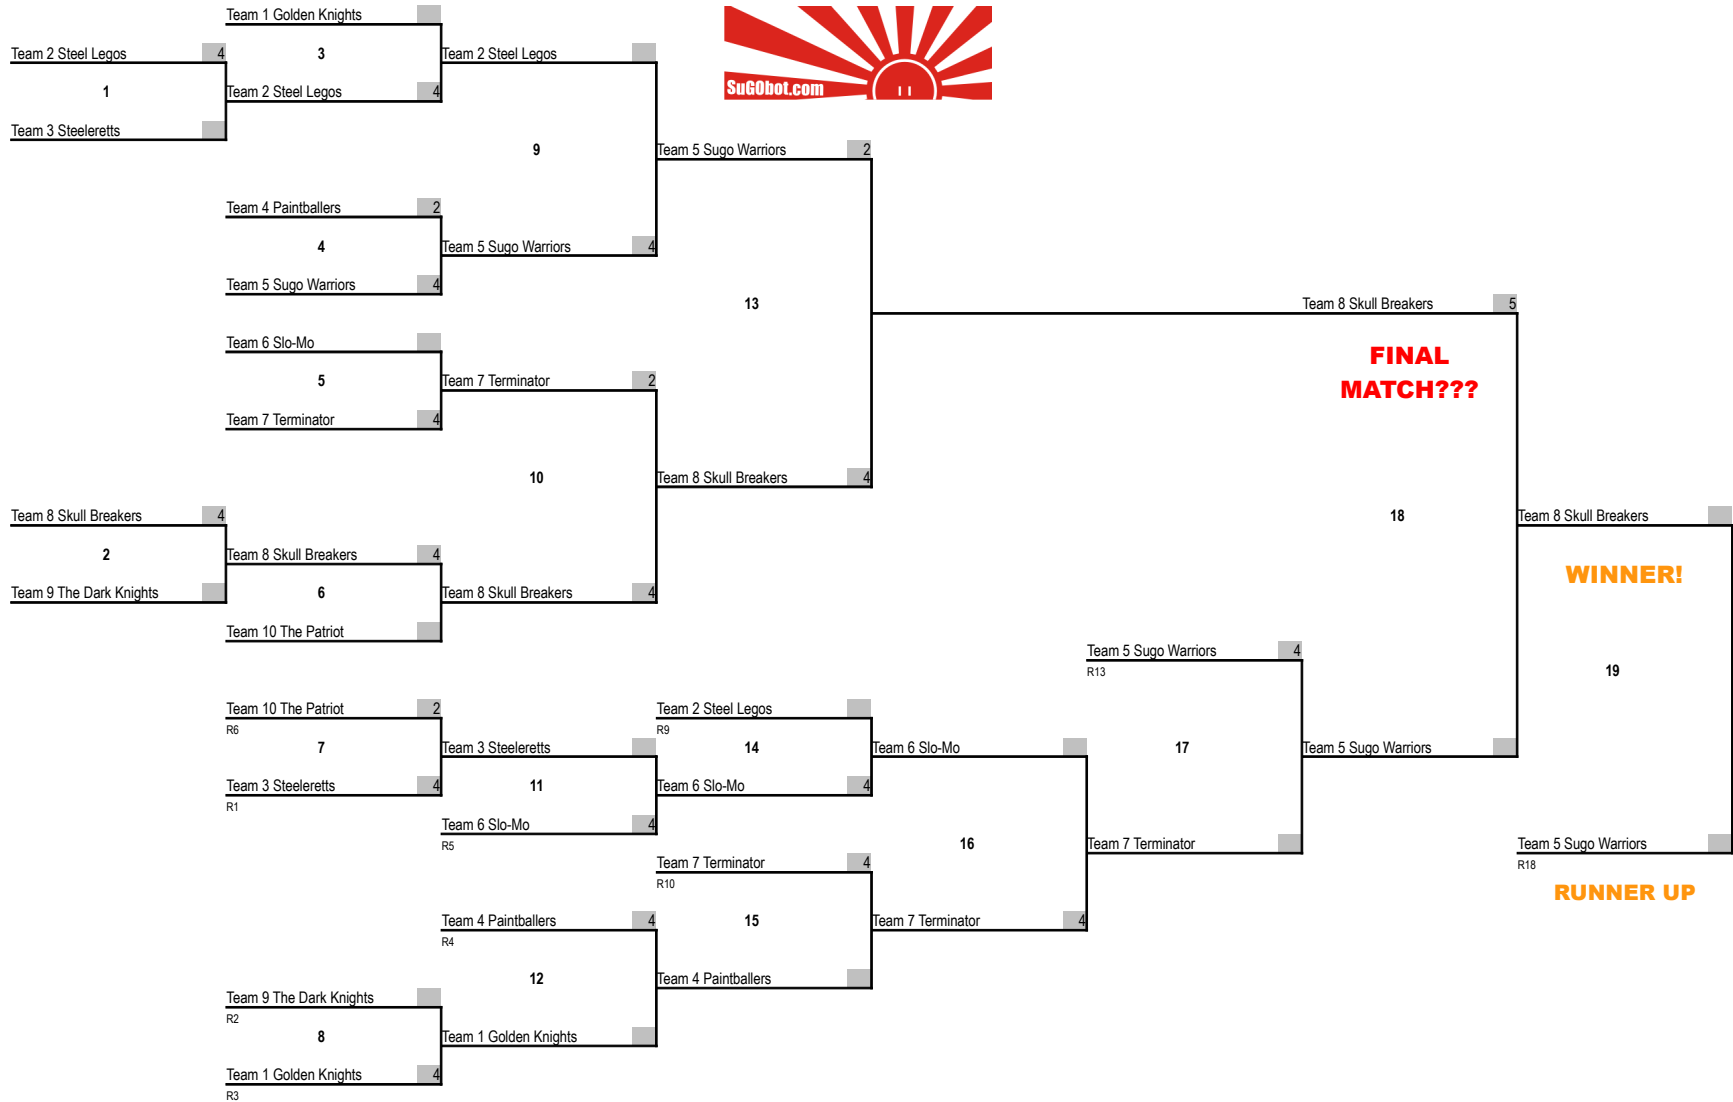 Team 1 Golden Knights
Team 2 Steel Legos 4
3
Team 2 Steel Legos
1
Team 2 Steel Legos 4
SuGObot.com
Team 3 Steeleretts
9
Team 5 Sugo Warriors 2
Team 4 Paintballers 2
4
Team 5 Sugo Warriors 4
Team 5 Sugo Warriors 4
13
Team 8 Skull Breakers 5
Team 6 Slo-Mo
FINAL
MATCH???
5
Team 7 Terminator 2
Team 7 Terminator 4
10
Team 8 Skull Breakers 4
Team 8 Skull Breakers 4
18
Team 8 Skull Breakers
2
Team 8 Skull Breakers 4
WINNER!
Team 9 The Dark Knights
6
Team 8 Skull Breakers 4
Team 10 The Patriot
Team 5 Sugo Warriors 4
R13
19
Team 10 The Patriot 2
R6
Team 2 Steel Legos
R9
7
Team 3 Steeleretts
14
Team 6 Slo-Mo
17
Team 5 Sugo Warriors
Team 3 Steeleretts 4
R1
11
Team 6 Slo-Mo 4
Team 6 Slo-Mo 4
R5
16
Team 7 Terminator
Team 5 Sugo Warriors
R18
Team 7 Terminator 4
R10
RUNNER UP
Team 4 Paintballers 4
R4
15
Team 7 Terminator 4
12
Team 4 Paintballers
Team 9 The Dark Knights
R2
8
Team 1 Golden Knights
Team 1 Golden Knights 4
R3